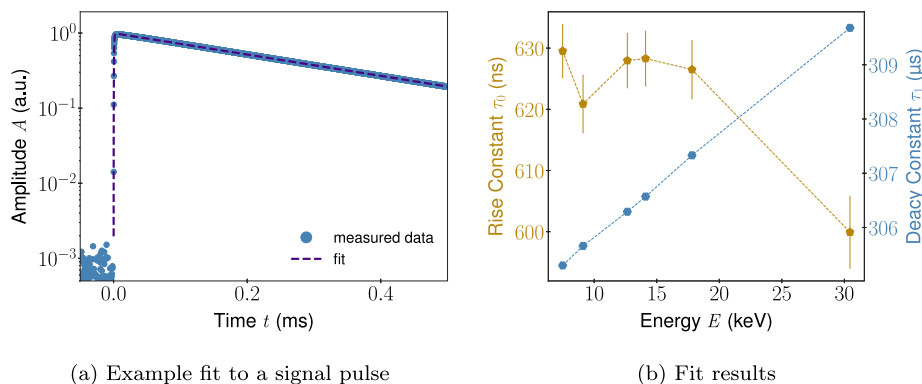 10⁰
10⁻¹
10⁻²
10⁻³
Amplitude A (a.u.)
measured data
fit
0.0 0.2 0.4
Time t (ms)
(a) Example fit to a signal pulse
630
620
610
600
Rise Constant τ₀ (ns)
309
308
307
306
Deacy Constant τ₁ (µs)
10 15 20 25 30
Energy E (keV)
(b) Fit results